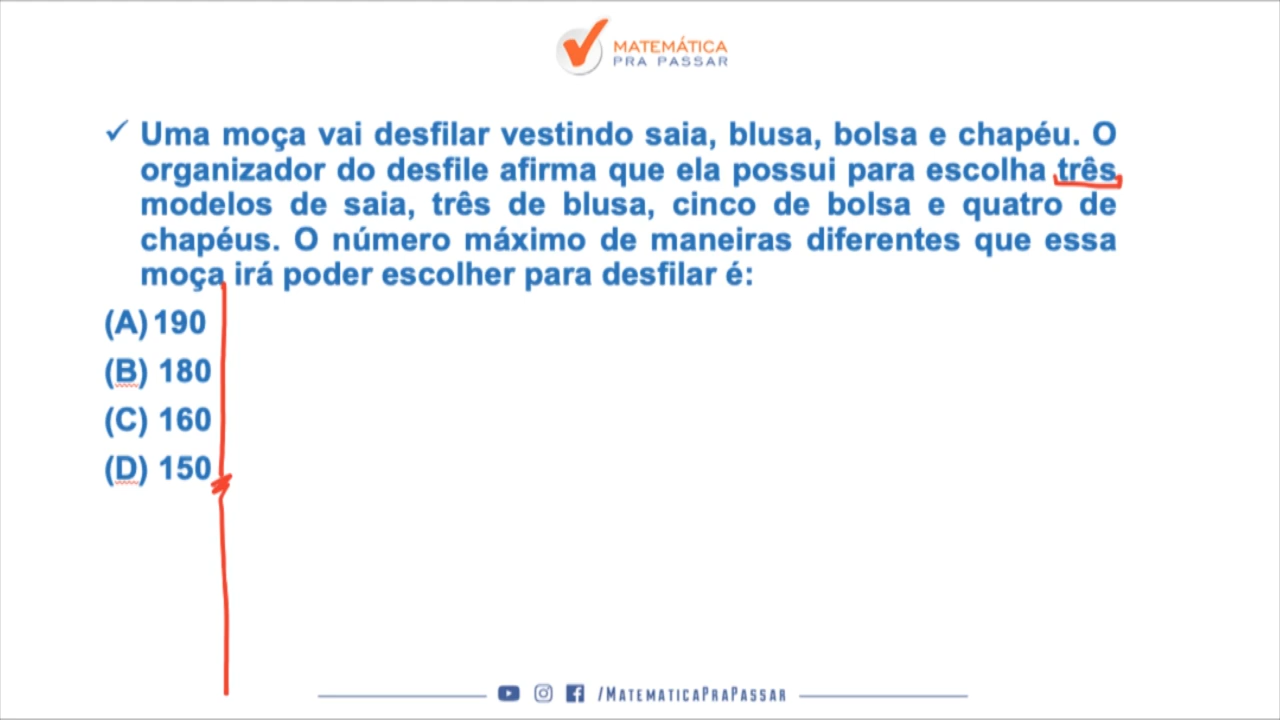 MATEMÁTICA
PRA PASSAR
✓ Uma moça vai desfilar vestindo saia, blusa, bolsa e chapéu. O
organizador do desfile afirma que ela possui para escolha três
modelos de saia, três de blusa, cinco de bolsa e quatro de
chapéus. O número máximo de maneiras diferentes que essa
moça irá poder escolher para desfilar é:
(A) 190
(B) 180
(C) 160
(D) 150
/MATEMATICAPRAPASSAR